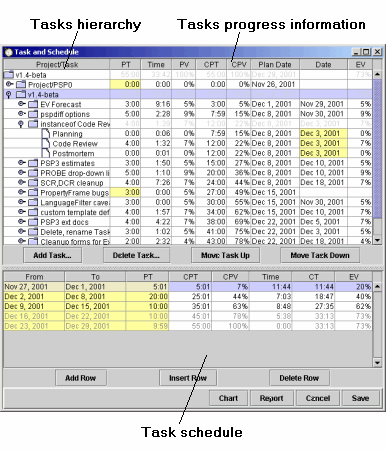 Tasks hierarchy Tasks progress information
Task and Schedule
Project/Task PT Time PV CPT CPV Plan Date Date EV
v1.4-beta 55:00 33:42 100% 55:00 100% Dec 29, 2001 73%
Project/PSP0 0:00 0:00 0% 0:00 0% Nov 26, 2001
v1.4-beta
EV Forecast 3:00 9:16 5% 3:00 5% Dec 1, 2001 Nov 29, 2001 5%
pspdiff options 5:00 2:28 9% 7:59 15% Dec 8, 2001 Nov 30, 2001 9%
instanceof Code Revi
Planning 0:00 0:06 0% 7:59 15% Dec 8, 2001 Dec 3, 2001 0%
Code Review 4:00 1:32 7% 12:00 22% Dec 8, 2001 Dec 3, 2001 7%
Postmortem 0:00 0:01 0% 12:00 22% Dec 8, 2001 Dec 3, 2001 0%
PSP3 estimates 3:00 1:50 5% 15:00 27% Dec 8, 2001 Dec 4, 2001 5%
PROBE drop-down li 5:00 1:10 9% 20:00 36% Dec 8, 2001 Dec 10, 2001 9%
SCR,DCR cleanup 4:00 7:26 7% 24:00 44% Dec 8, 2001 Dec 18, 2001 7%
PropertyFrame bugs 3:00 0:00 5% 27:00 49% Dec 15, 2001
LanguageFilter cave 3:00 0:00 5% 30:00 55% Dec 15, 2001 Nov 30, 2001 5%
custom template def 4:00 1:57 7% 34:00 62% Dec 15, 2001 Dec 10, 2001 7%
PSP3 ext docs 4:00 4:22 7% 38:00 69% Dec 22, 2001 Dec 5, 2001 7%
Delete, rename Task 3:00 1:02 5% 41:00 75% Dec 22, 2001 Dec 3, 2001 5%
Cleanup forms for E 2:00 2:32 4% 43:00 78% Dec 22, 2001 Dec 18, 2001 4%
Add Task... Delete Task... Move Task Up Move Task Down
From To PT CPT CPV Time CT EV
Nov 27, 2001 Dec 1, 2001 5:01 5:01 7% 11:44 11:44 20%
Dec 2, 2001 Dec 8, 2001 20:00 25:01 44% 7:03 18:47 40%
Dec 9, 2001 Dec 15, 2001 10:00 35:01 63% 8:48 27:35 62%
Dec 16, 2001 Dec 22, 2001 10:00 45:01 78% 5:38 33:13 73%
Dec 23, 2001 Dec 29, 2001 9:59 55:00 100% 0:00 33:13 73%
Add Row Insert Row Delete Row
Chart Report Cancel Save
Task schedule